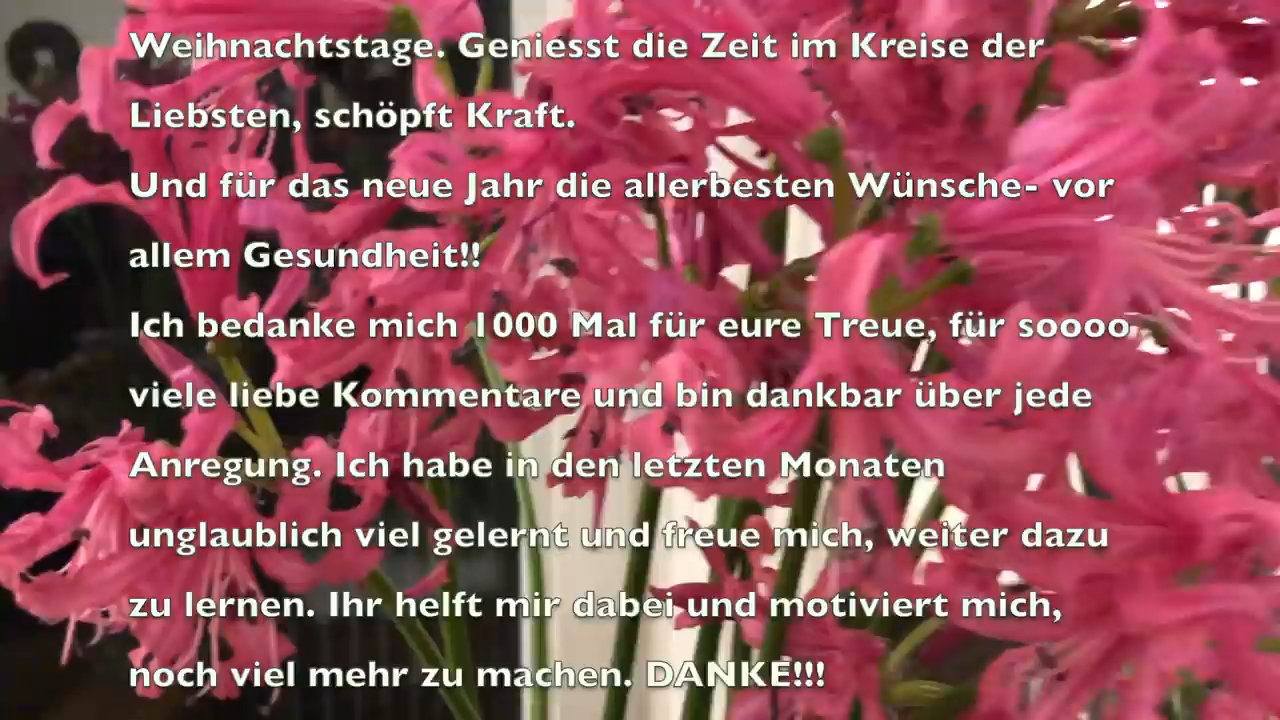 Weihnachtstage. Geniesst die Zeit im Kreise der
Liebsten, schöpft Kraft.
Und für das neue Jahr die allerbesten Wünsche- vor
allem Gesundheit!!
Ich bedanke mich 1000 Mal für eure Treue, für soooo
viele liebe Kommentare und bin dankbar über jede
Anregung. Ich habe in den letzten Monaten
unglaublich viel gelernt und freue mich, weiter dazu
zu lernen. Ihr helft mir dabei und motiviert mich,
noch viel mehr zu machen. DANKE!!!